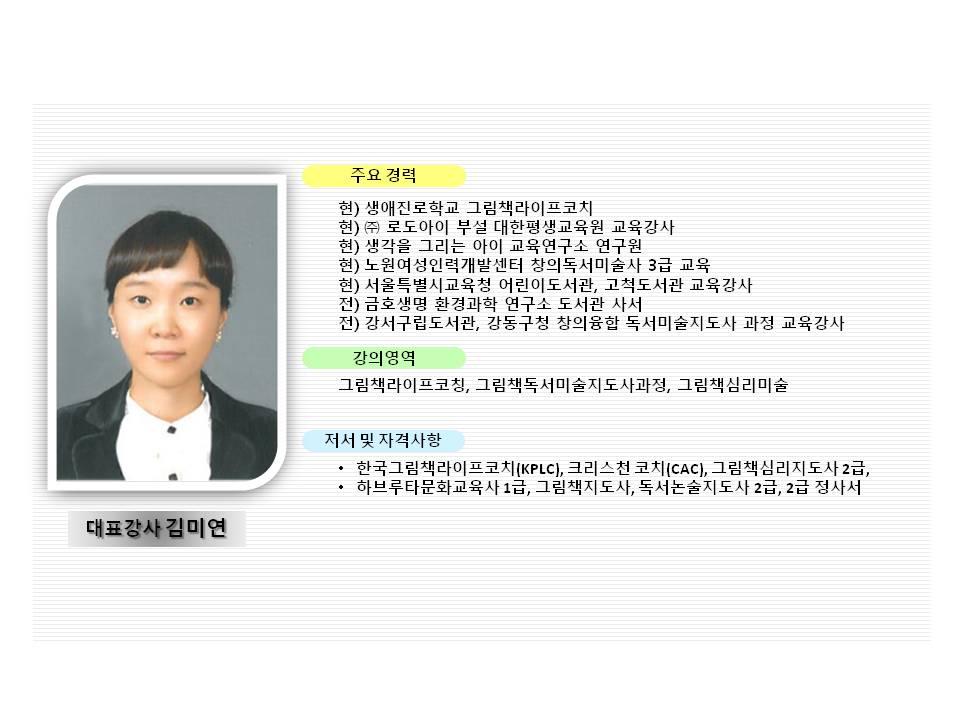 주요 경력
현) 생애진로학교 그림책라이프코치
현) ㈜ 로도아이 부설 대한평생교육원 교육강사
현) 생각을 그리는 아이 교육연구소 연구원
현) 노원여성인력개발센터 창의독서미술사 3급 교육
현) 서울특별시교육청 어린이도서관, 고척도서관 교육강사
전) 금호생명 환경과학 연구소 도서관 사서
전) 강서구립도서관, 강동구청 창의융합 독서미술지도사 과정 교육강사
강의영역
그림책라이프코칭, 그림책독서미술지도사과정, 그림책심리미술
저서 및 자격사항
• 한국그림책라이프코치(KPLC), 크리스천 코치(CAC), 그림책심리지도사 2급,
• 하브루타문화교육사 1급, 그림책지도사, 독서논술지도사 2급, 2급 정사서
대표강사 김미연